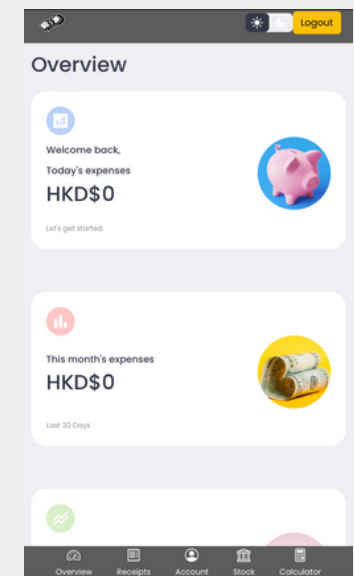 Logout
Overview
Welcome back,
Today's expenses
HKD$0
Let's get started.
This month's expenses
HKD$0
Last 30 Days
Overview Receipts Account Stock Calculator